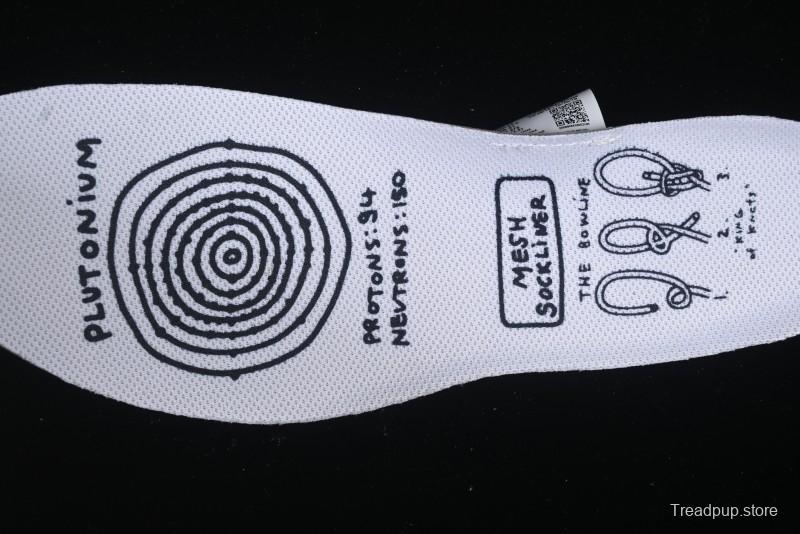 PLUTONiUM
PROTONS:94
NEUTRONS:150
MESH
SOCKLINER
THE BOWLiNE
1.
2.
3.
"KING
of KNOTS"
Treadpup.store